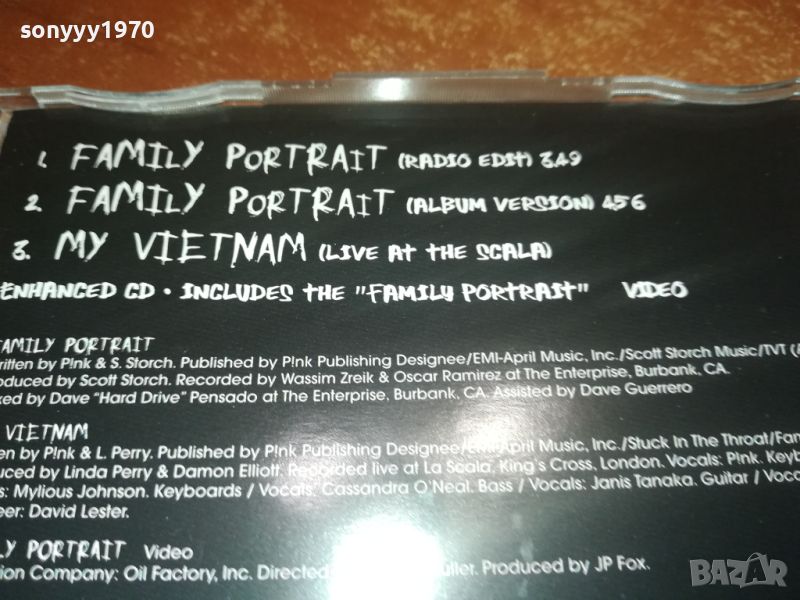 sonyyy1970
1. FAMILY PORTRAIT (RADIO EDIT) 3.49
2. FAMILY PORTRAIT (ALBUM VERSION) 4.56
3. MY VIETNAM (LIVE AT THE SCALA)
ENHANCED CD • INCLUDES THE "FAMILY PORTRAIT" VIDEO
FAMILY PORTRAIT
ritten by P!nk & S. Storch. Published by P!nk Publishing Designee/EMI-April Music, Inc./Scott Storch Music/TVT (A
oduced by Scott Storch. Recorded by Wassim Zreik & Oscar Ramirez at The Enterprise, Burbank, CA.
ixed by Dave "Hard Drive" Pensado at The Enterprise, Burbank, CA. Assisted by Dave Guerrero
VIETNAM
ten by P!nk & L. Perry. Published by P!nk Publishing Designee/EMI-April Music, Inc./Stuck In The Throat/Fam
duced by Linda Perry & Damon Elliott. Recorded live at La Scala, King's Cross, London. Vocals: P!nk. Keyb
s: Mylious Johnson. Keyboards / Vocals: Cassandra O'Neal. Bass / Vocals: Janis Tanaka. Guitar / Voca
eer: David Lester.
LY PORTRAIT Video
tion Company: Oil Factory, Inc. Directed Produced by JP Fox.
BAZAR